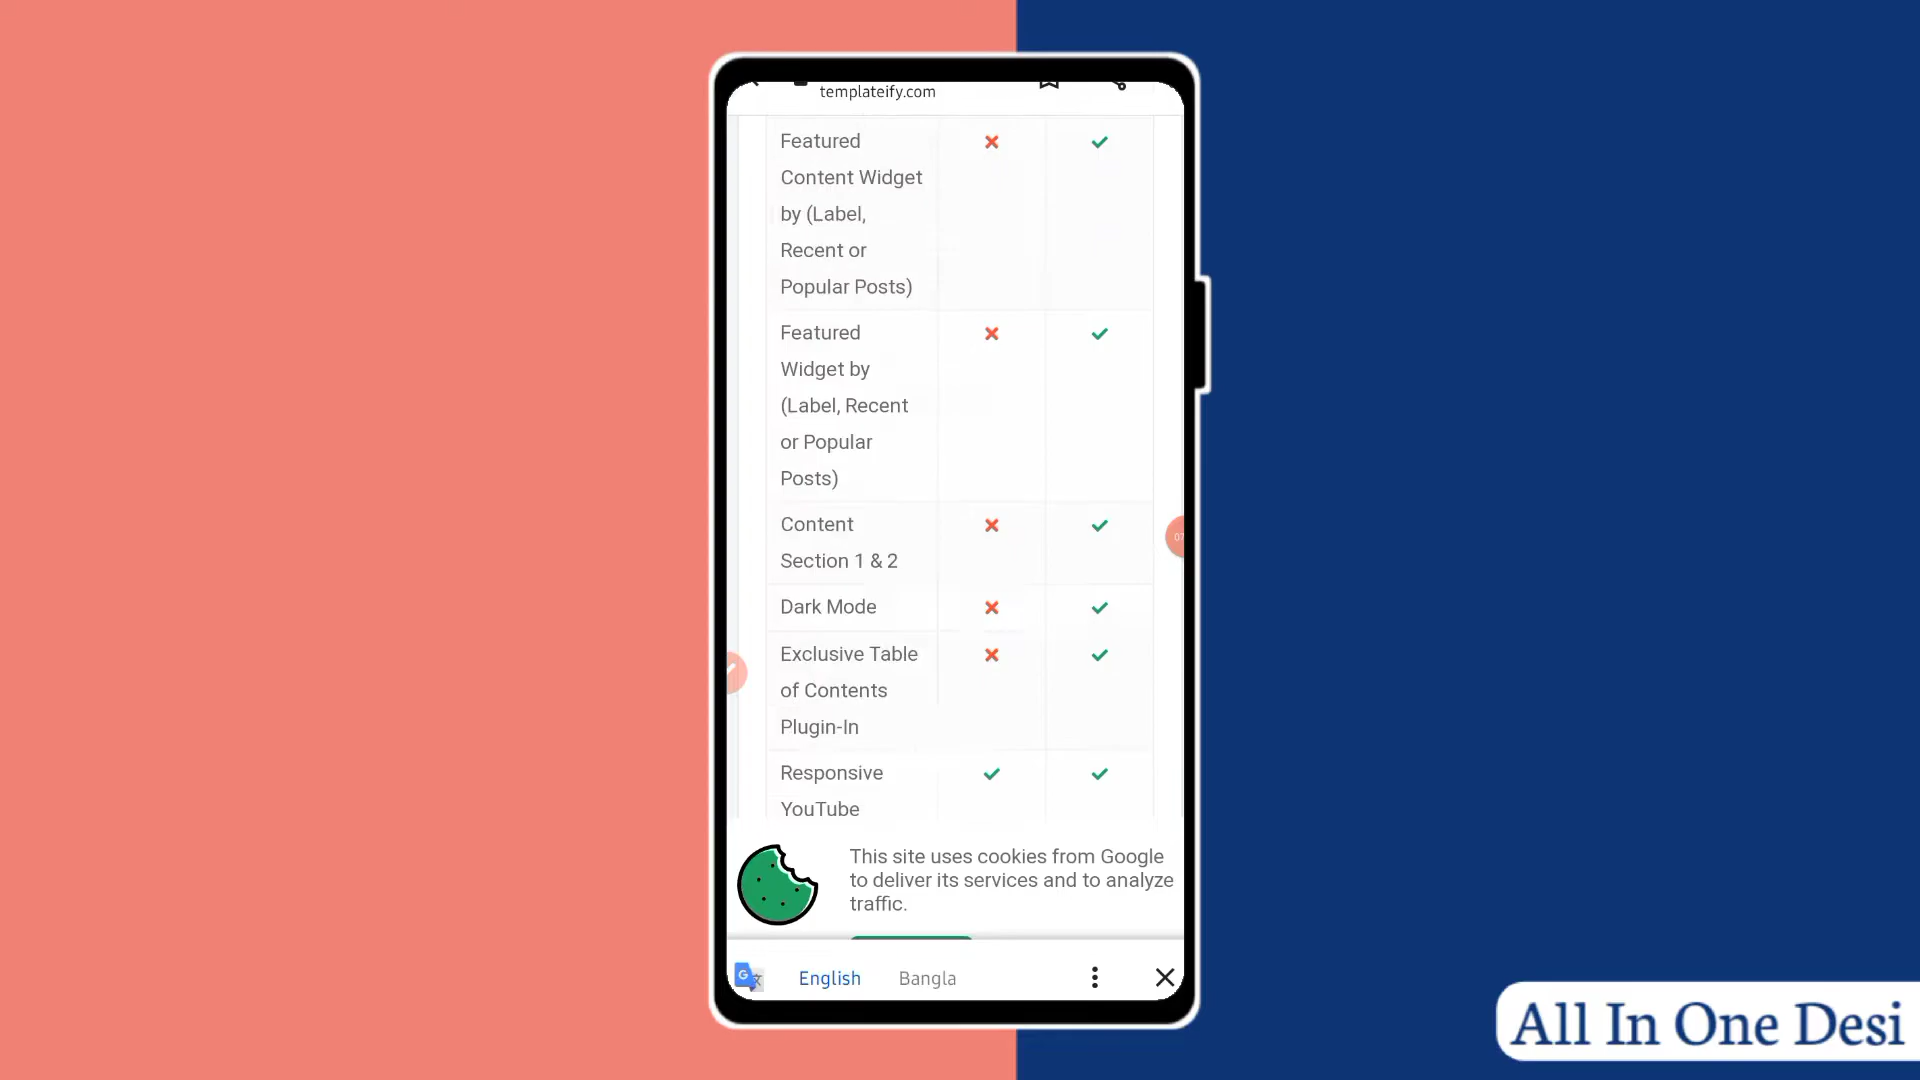 templateify.com
Featured
Content Widget
by (Label,
Recent or
Popular Posts)
Featured
Widget by
(Label, Recent
or Popular
Posts)
Content
Section 1 & 2
Dark Mode
Exclusive Table
of Contents
Plugin-In
Responsive
YouTube
07
This site uses cookies from Google
to deliver its services and to analyze
traffic.
G
English Bangla
All In One Desi